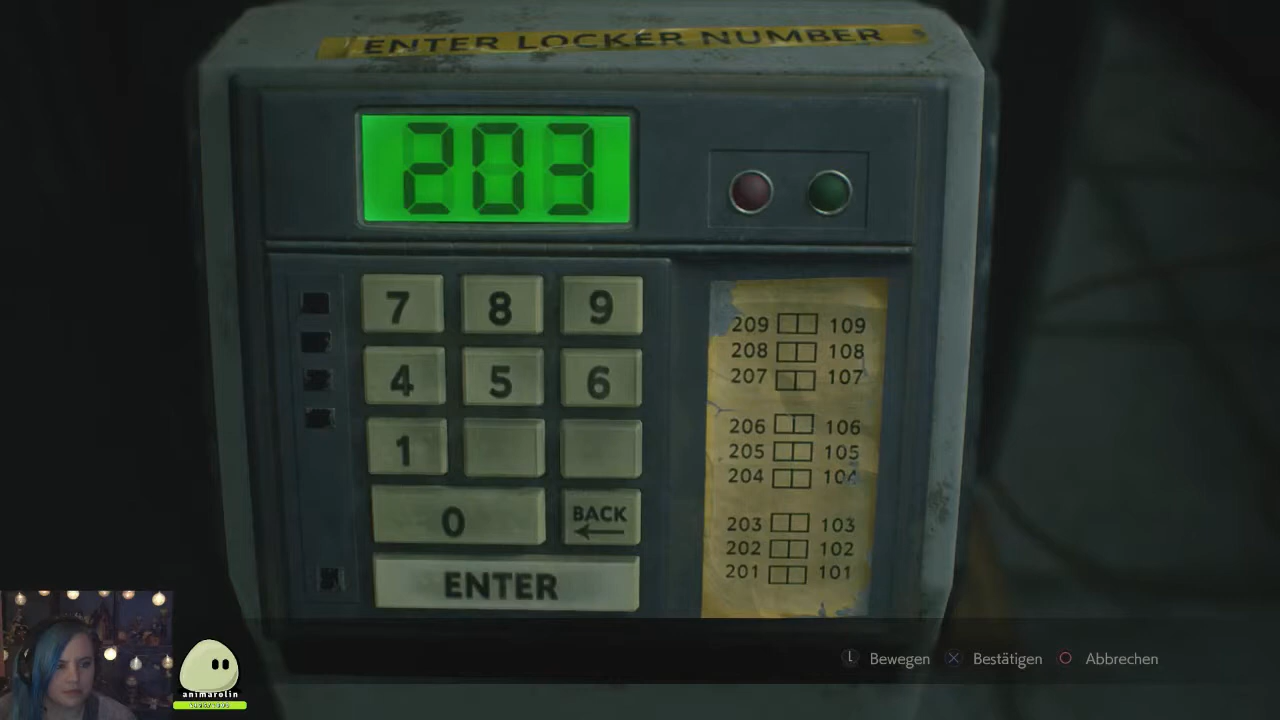 ENTER LOCKER NUMBER
203
7 8 9
4 5 6
1
0 BACK
ENTER
209 109
208 108
207 107
206 106
205 105
204 104
203 103
202 102
201 101
L Bewegen Bestätigen Abbrechen
animarolin